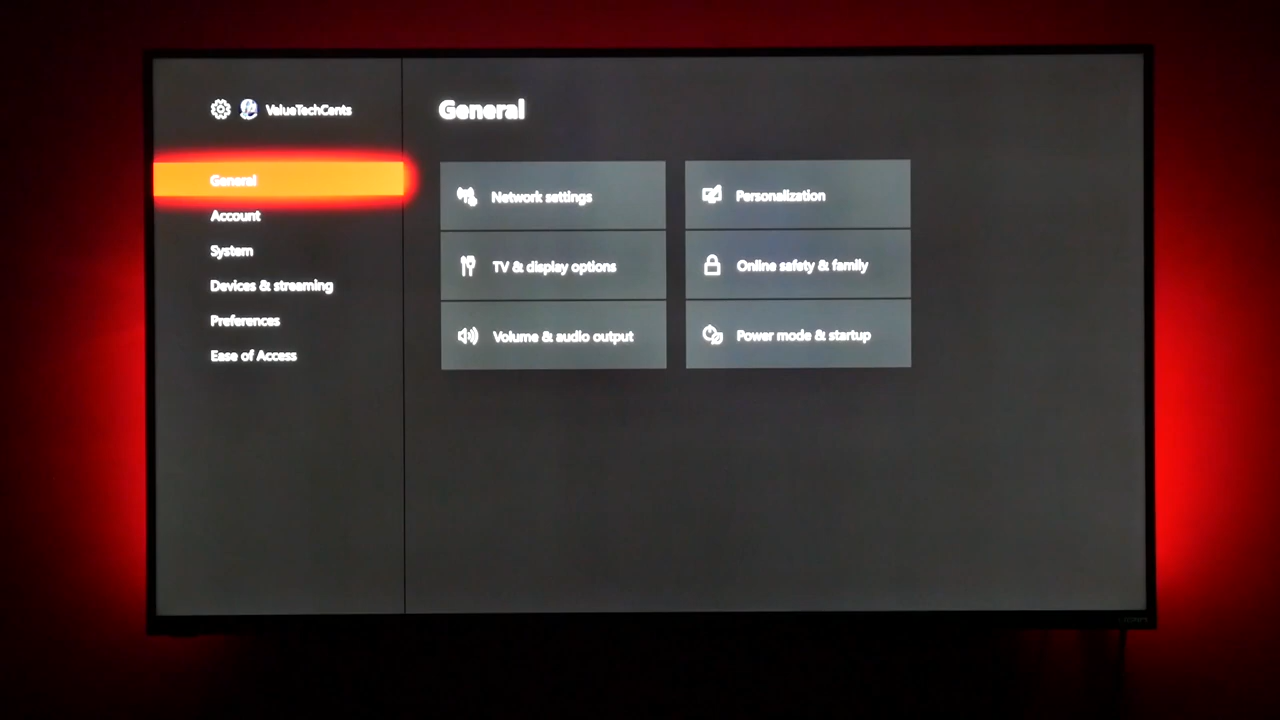 ValueTechCents
General
General
Account
System
Devices & streaming
Preferences
Ease of Access
Network settings
TV & display options
Volume & audio output
Personalization
Online safety & family
Power mode & startup